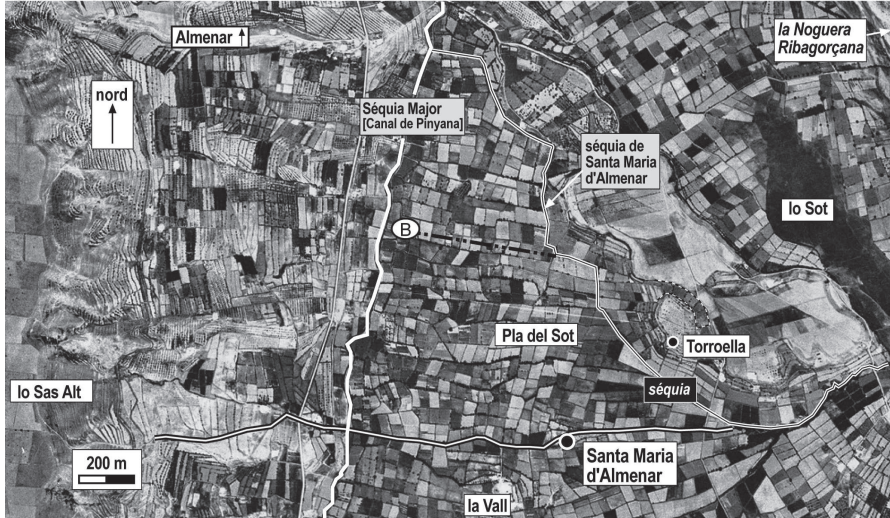 Almenar
la Noguera
Ribagorçana
nord
Séquia Major
[Canal de Pinyana]
séquia de
Santa Maria
d'Almenar
lo Sot
B
Pla del Sot
Torroella
lo Sas Alt
séquia
200 m
Santa Maria
d'Almenar
la Vall